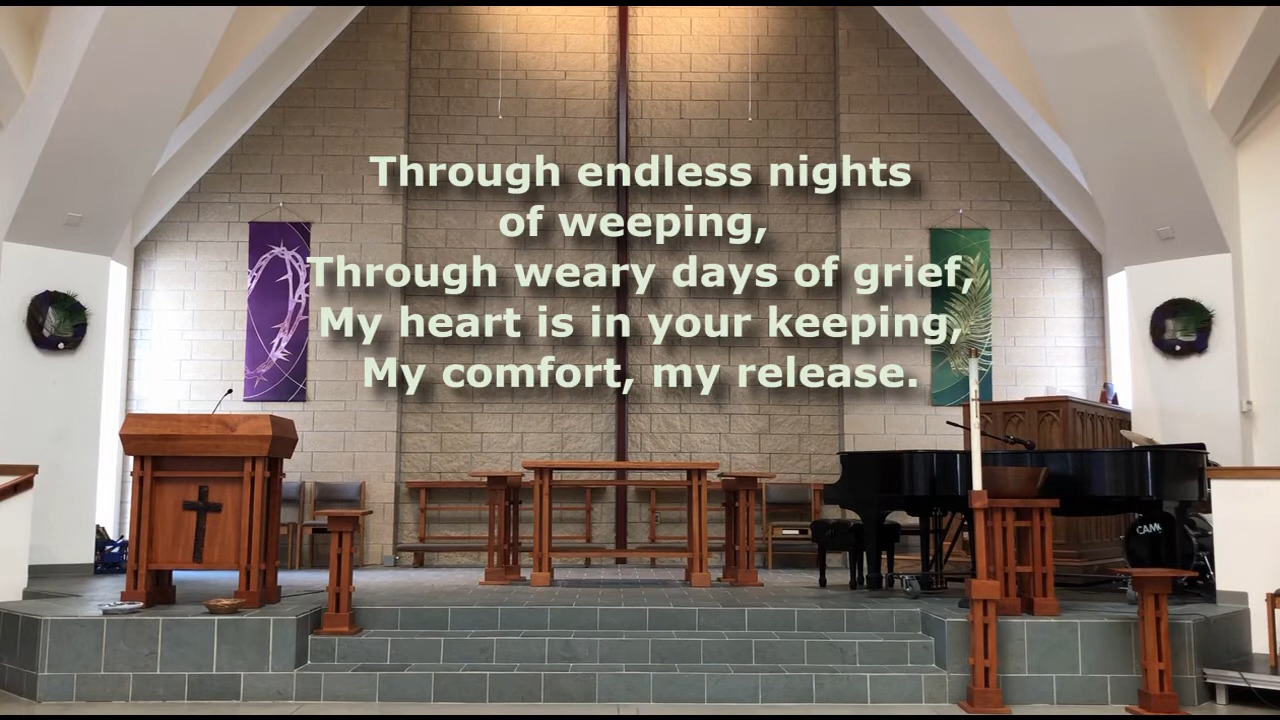 Through endless nights
of weeping,
Through weary days of grief,
My heart is in your keeping,
My comfort, my release.